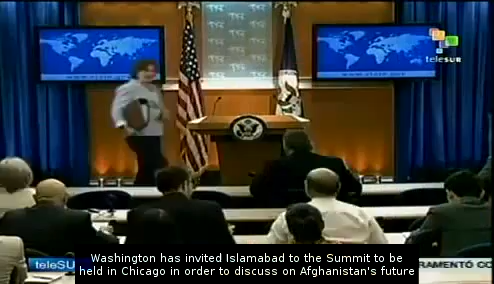 teleSUR
teleSU
Washington has invited Islamabad to the Summit to be
held in Chicago in order to discuss on Afghanistan's future
RAMENTO CO